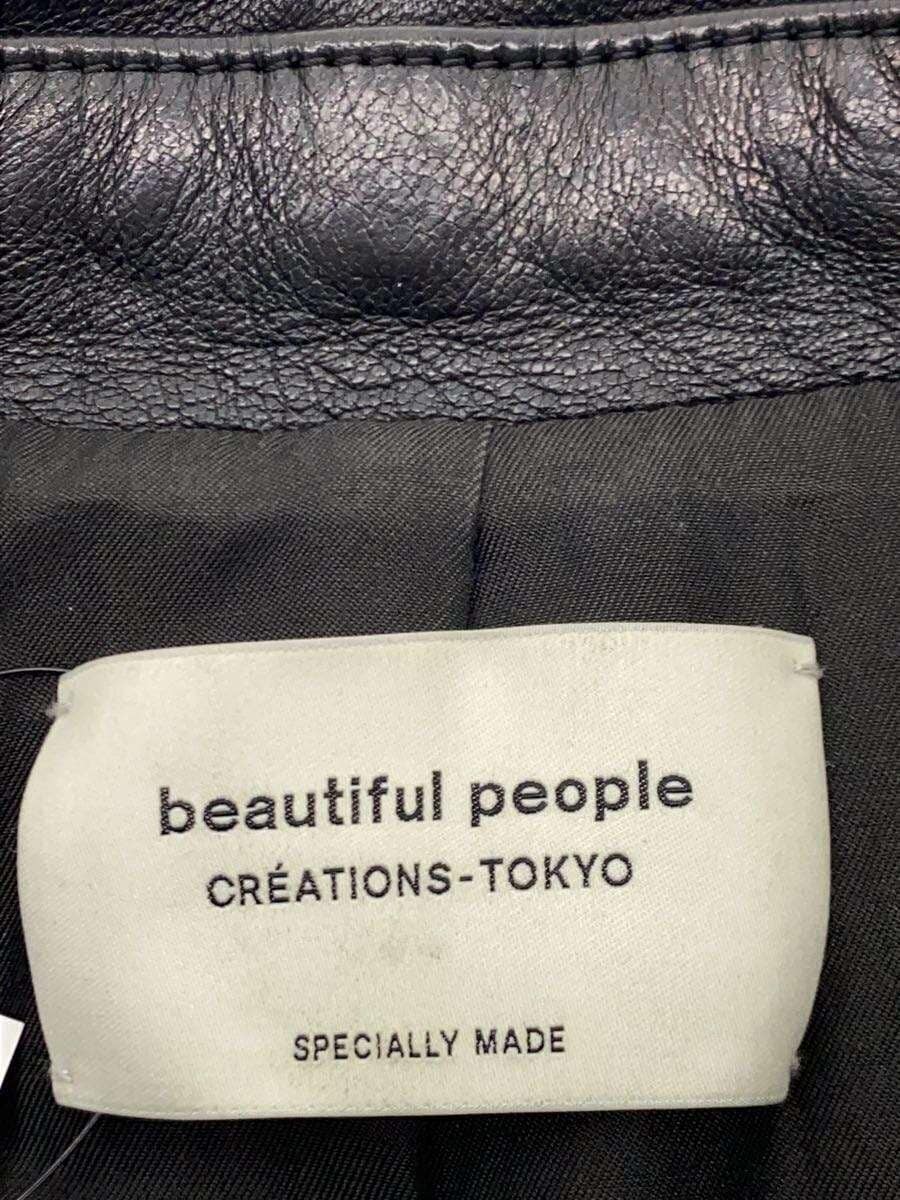 beautiful people
CRÉATIONS-TOKYO
SPECIALLY MADE